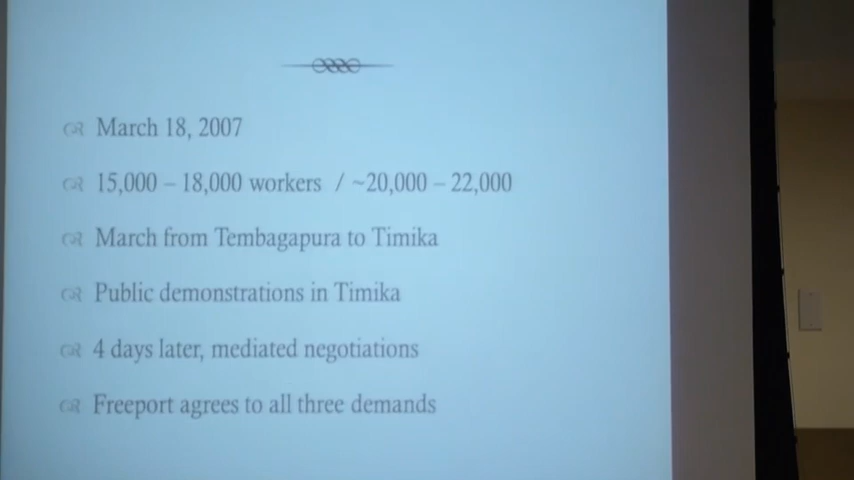 March 18, 2007
15,000 – 18,000 workers / ~20,000 – 22,000
March from Tembagapura to Timika
Public demonstrations in Timika
4 days later, mediated negotiations
Freeport agrees to all three demands